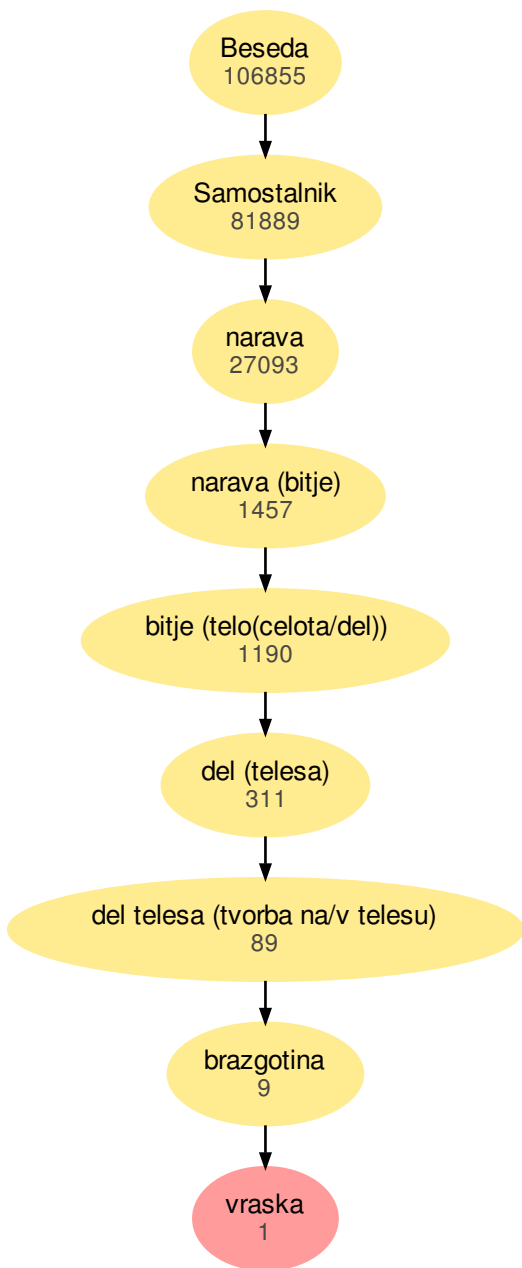 Beseda
106855
Samostalnik
81889
narava
27093
narava (bitje)
1457
bitje (telo(celota/del))
1190
del (telesa)
311
del telesa (tvorba na/v telesu)
89
brazgotina
9
vraska
1